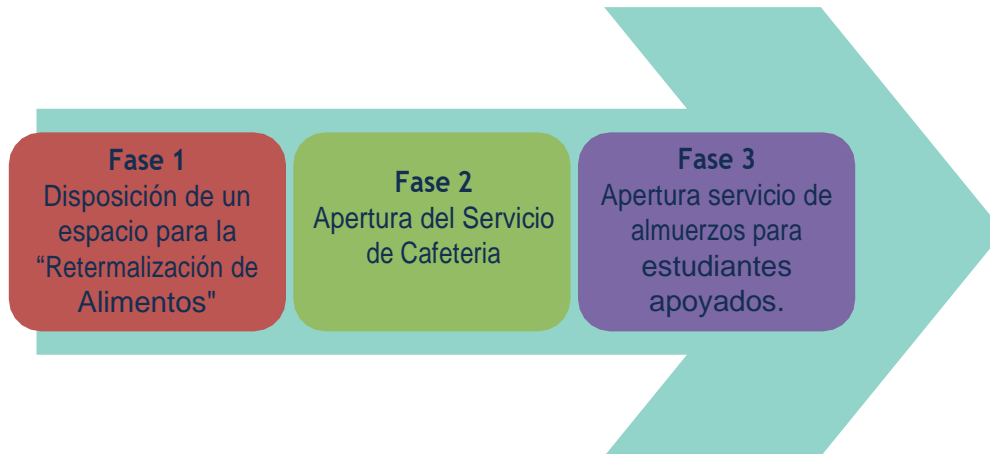 Fase 1
Disposición de un
espacio para la
“Retermalización de
Alimentos"
Fase 2
Apertura del Servicio
de Cafeteria
Fase 3
Apertura servicio de
almuerzos para
estudiantes
apoyados.